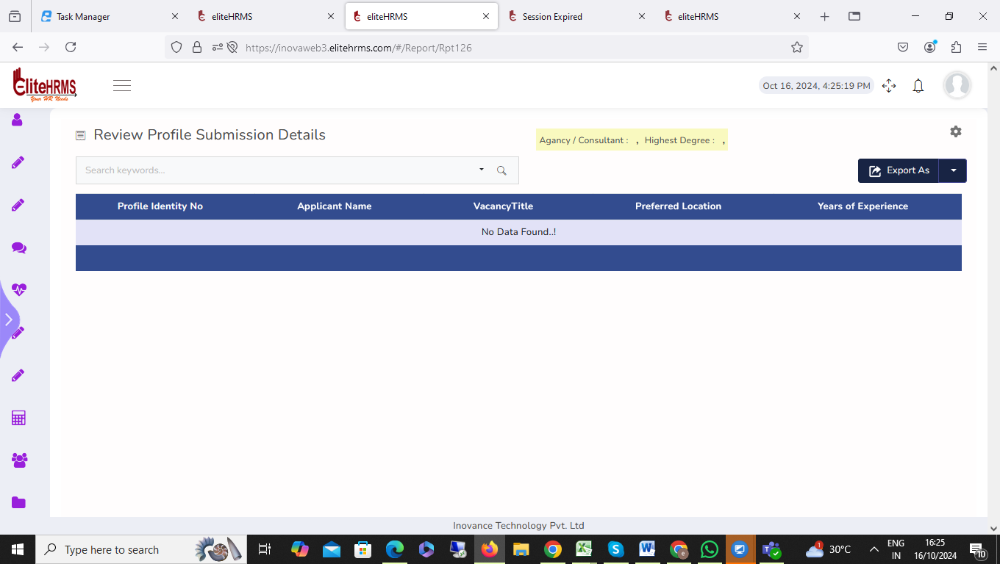 Task Manager
eliteHRMS
eliteHRMS
Session Expired
eliteHRMS
https://inovaweb3.elitehrms.com/#/Report/Rpt126
EliteHRMS
Your HR Needs
Oct 16, 2024, 4:25:19 PM
Review Profile Submission Details
Agancy / Consultant : , Highest Degree : ,
Search keywords...
Export As
Profile Identity No Applicant Name VacancyTitle Preferred Location Years of Experience
No Data Found..!
Inovance Technology Pvt. Ltd
Type here to search
1
30°C
ENG
IN
16:25
16/10/2024
10